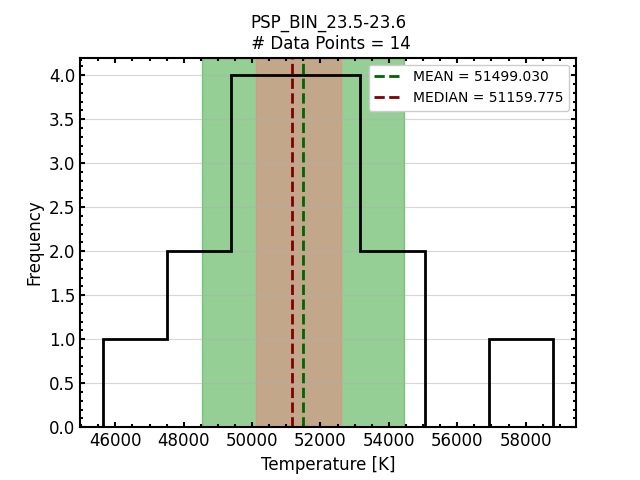 PSP_BIN_23.5-23.6
# Data Points = 14
MEAN = 51499.030
MEDIAN = 51159.775
Frequency
4.0
3.5
3.0
2.5
2.0
1.5
1.0
0.5
0.0
46000 48000 50000 52000 54000 56000 58000
Temperature [K]